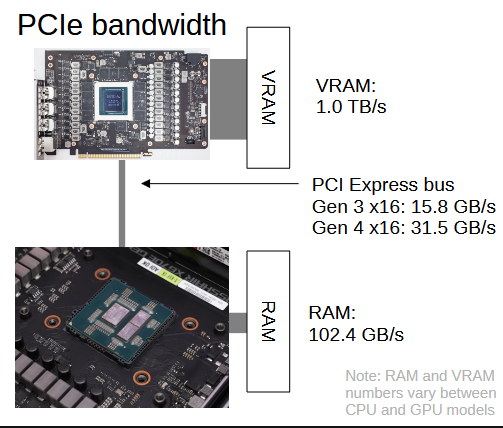 PCIe bandwidth
VRAM
VRAM:
1.0 TB/s
PCI Express bus
Gen 3 x16: 15.8 GB/s
Gen 4 x16: 31.5 GB/s
RAM
RAM:
102.4 GB/s
Note: RAM and VRAM
numbers vary between
CPU and GPU models